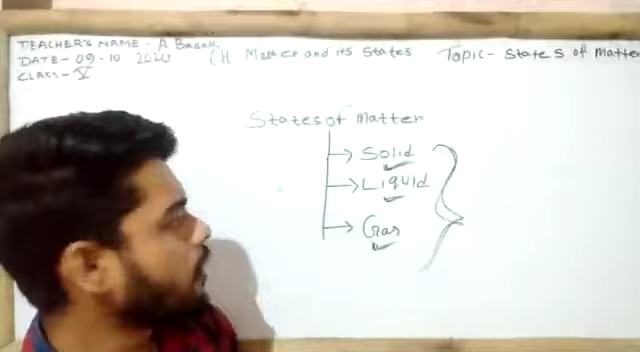 TEACHER'S NAME - A Basak
DATE - 09 - 10 2020
CLASS - V
CH Matter and its States
Topic - States of Matter
States of Matter
Solid
Liquid
Gas